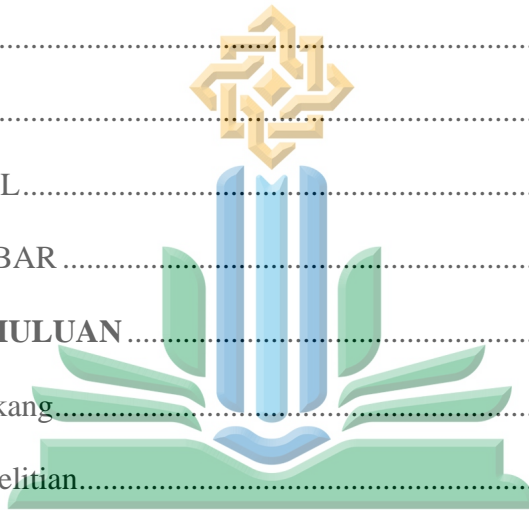 ............................................................
............................................................
L............................................................
BAR............................................................
HULUAN............................................................
kang............................................................
elitian............................................................